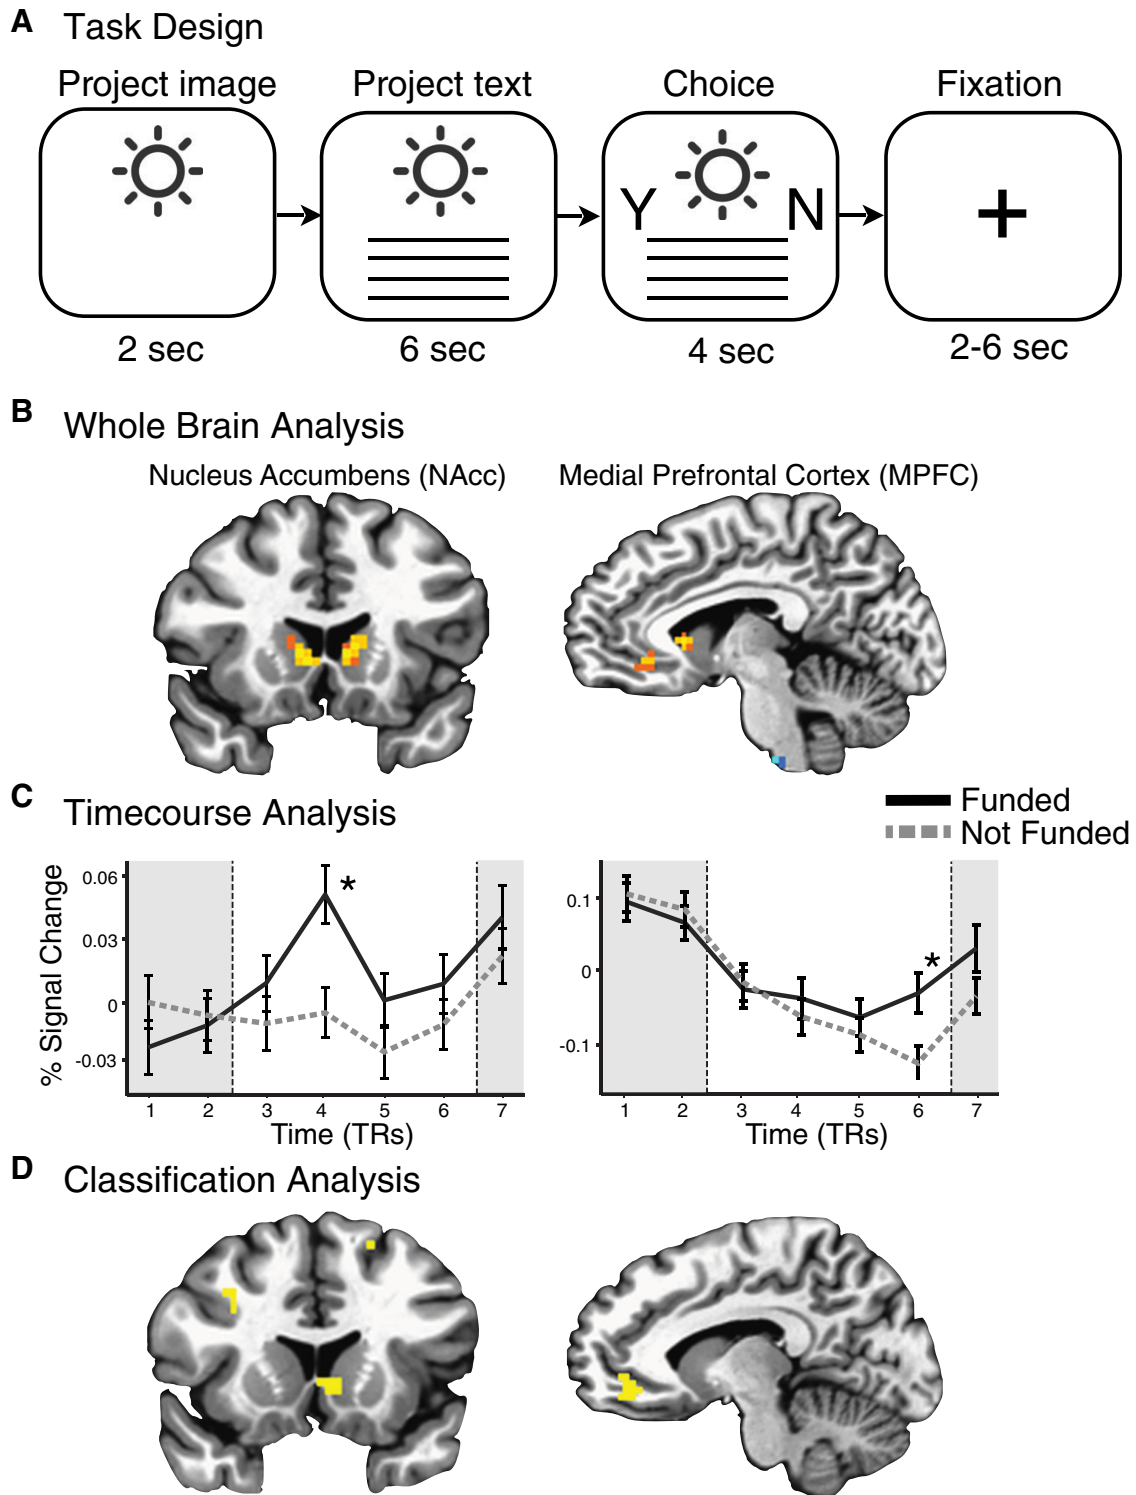 A Task Design
Project image Project text Choice Fixation
Y N
+
2 sec 6 sec 4 sec 2-6 sec
B Whole Brain Analysis
Nucleus Accumbens (NAcc) Medial Prefrontal Cortex (MPFC)
C Timecourse Analysis
Funded
Not Funded
% Signal Change
0.06
0.03
0
-0.03
*
1 2 3 4 5 6 7
Time (TRs)
0.1
0
-0.1
*
1 2 3 4 5 6 7
Time (TRs)
D Classification Analysis